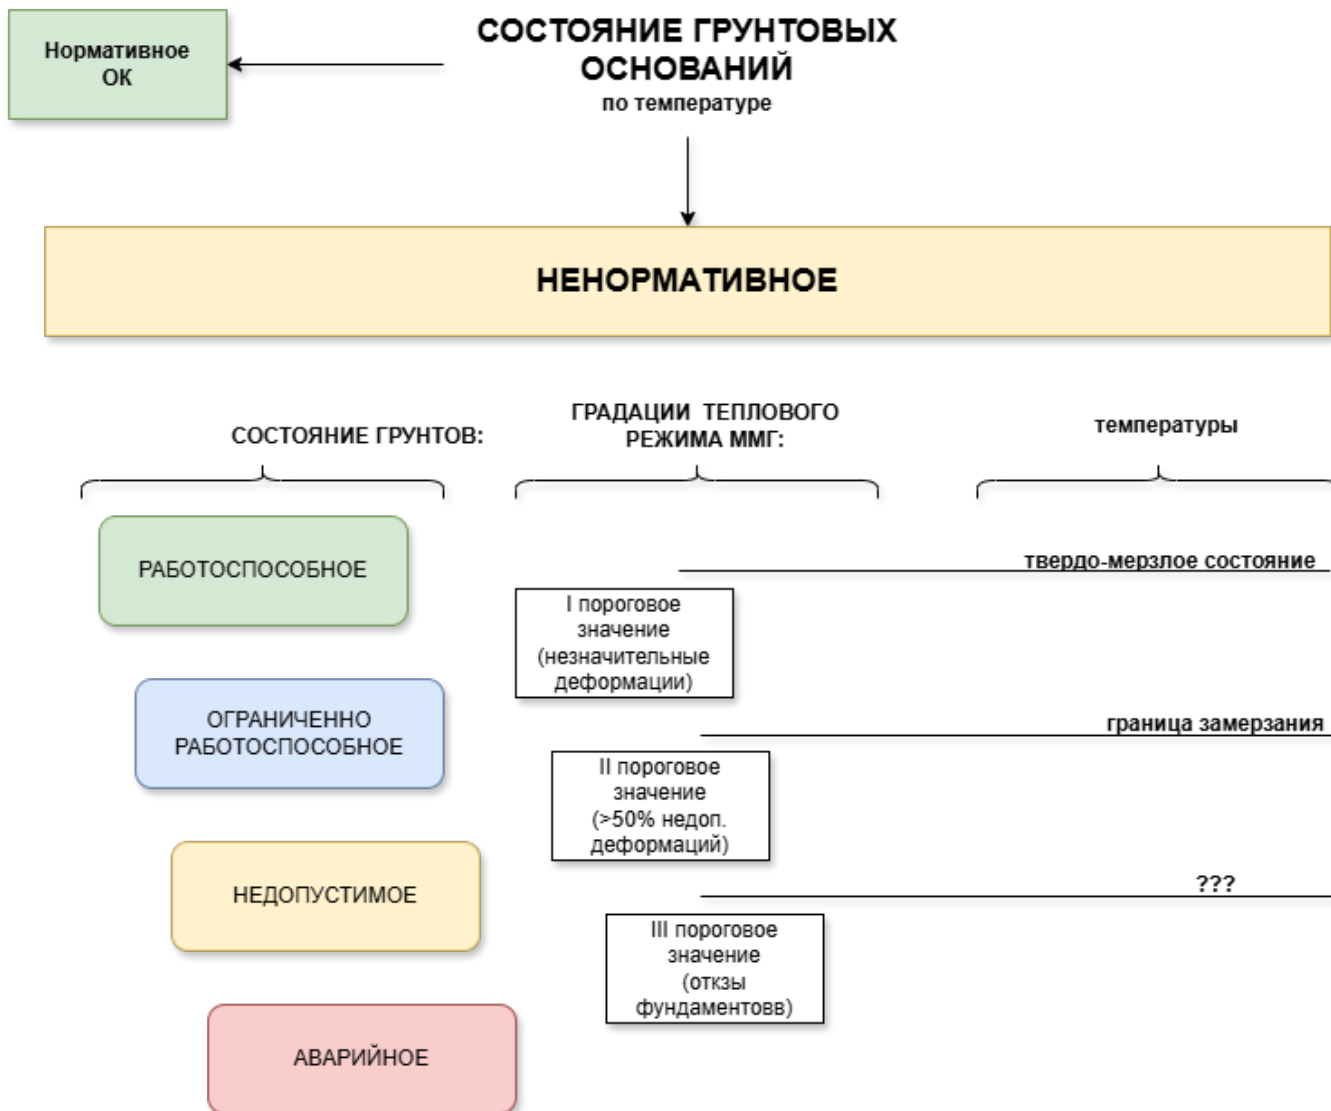 Нормативное
ОК
СОСТОЯНИЕ ГРУНТОВЫХ
ОСНОВАНИЙ
по температуре
НЕНОРМАТИВНОЕ
СОСТОЯНИЕ ГРУНТОВ:
ГРАДАЦИИ ТЕПЛОВОГО
РЕЖИМА ММГ:
температуры
РАБОТОСПОСОБНОЕ
твердо-мерзлое состояние
I пороговое
значение
(незначительные
деформации)
ОГРАНИЧЕННО
РАБОТОСПОСОБНОЕ
граница замерзания
II пороговое
значение
(>50% недоп.
деформаций)
НЕДОПУСТИМОЕ
???
III пороговое
значение
(откзы
фундаментовв)
АВАРИЙНОЕ